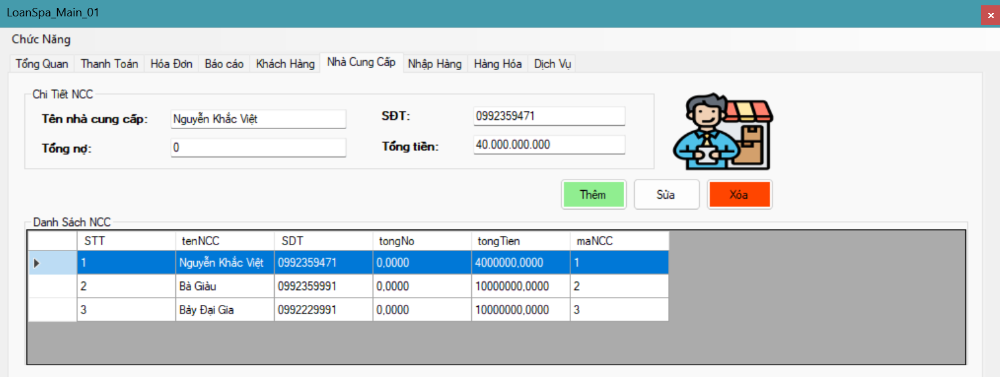 LoanSpa_Main_01
Chức Năng
Tổng Quan Thanh Toán Hóa Đơn Báo cáo Khách Hàng Nhà Cung Cấp Nhập Hàng Hàng Hóa Dịch Vụ
Chi Tiết NCC
Tên nhà cung cấp: Nguyễn Khắc Việt SĐT: 0992359471
Tổng nợ: 0 Tổng tiền: 40.000.000.000
Thêm Sửa Xóa
Danh Sách NCC
STT tenNCC SDT tongNo tongTien maNCC
1 Nguyễn Khắc Việt 0992359471 0,0000 4000000,0000 1
2 Bà Giàu 0992359991 0,0000 10000000,0000 2
3 Bảy Đại Gia 0992229991 0,0000 10000000,0000 3